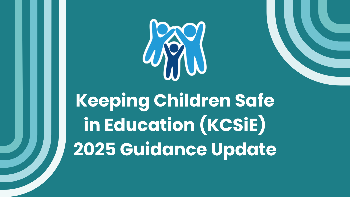 Keeping Children Safe
in Education (KCSiE)
2025 Guidance Update